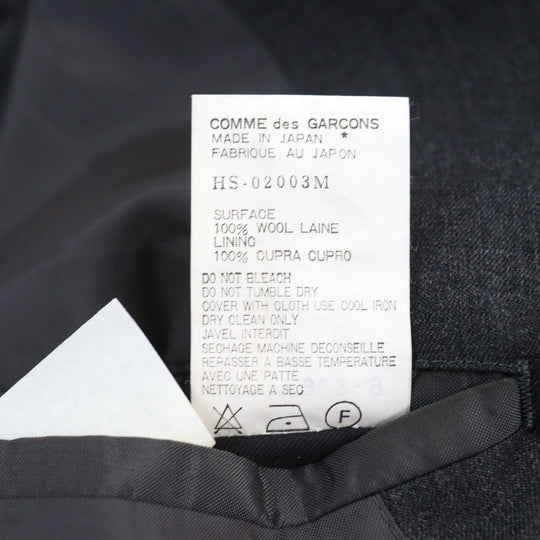 COMME des GARCONS
MADE IN JAPAN *
FABRIQUE AU JAPON
HS-02003M
SURFACE
100% WOOL LAINE
LINING
100% CUPRA CUPRO
DO NOT BLEACH
DO NOT TUMBLE DRY
COVER WITH CLOTH USE COOL IRON
DRY CLEAN ONLY
JAVEL INTERDIT
SECHAGE MACHINE DECONSEILLE
REPASSER A BASSE TEMPERATURE
AVEC UNE PATTE
NETTOYAGE A SEC
F